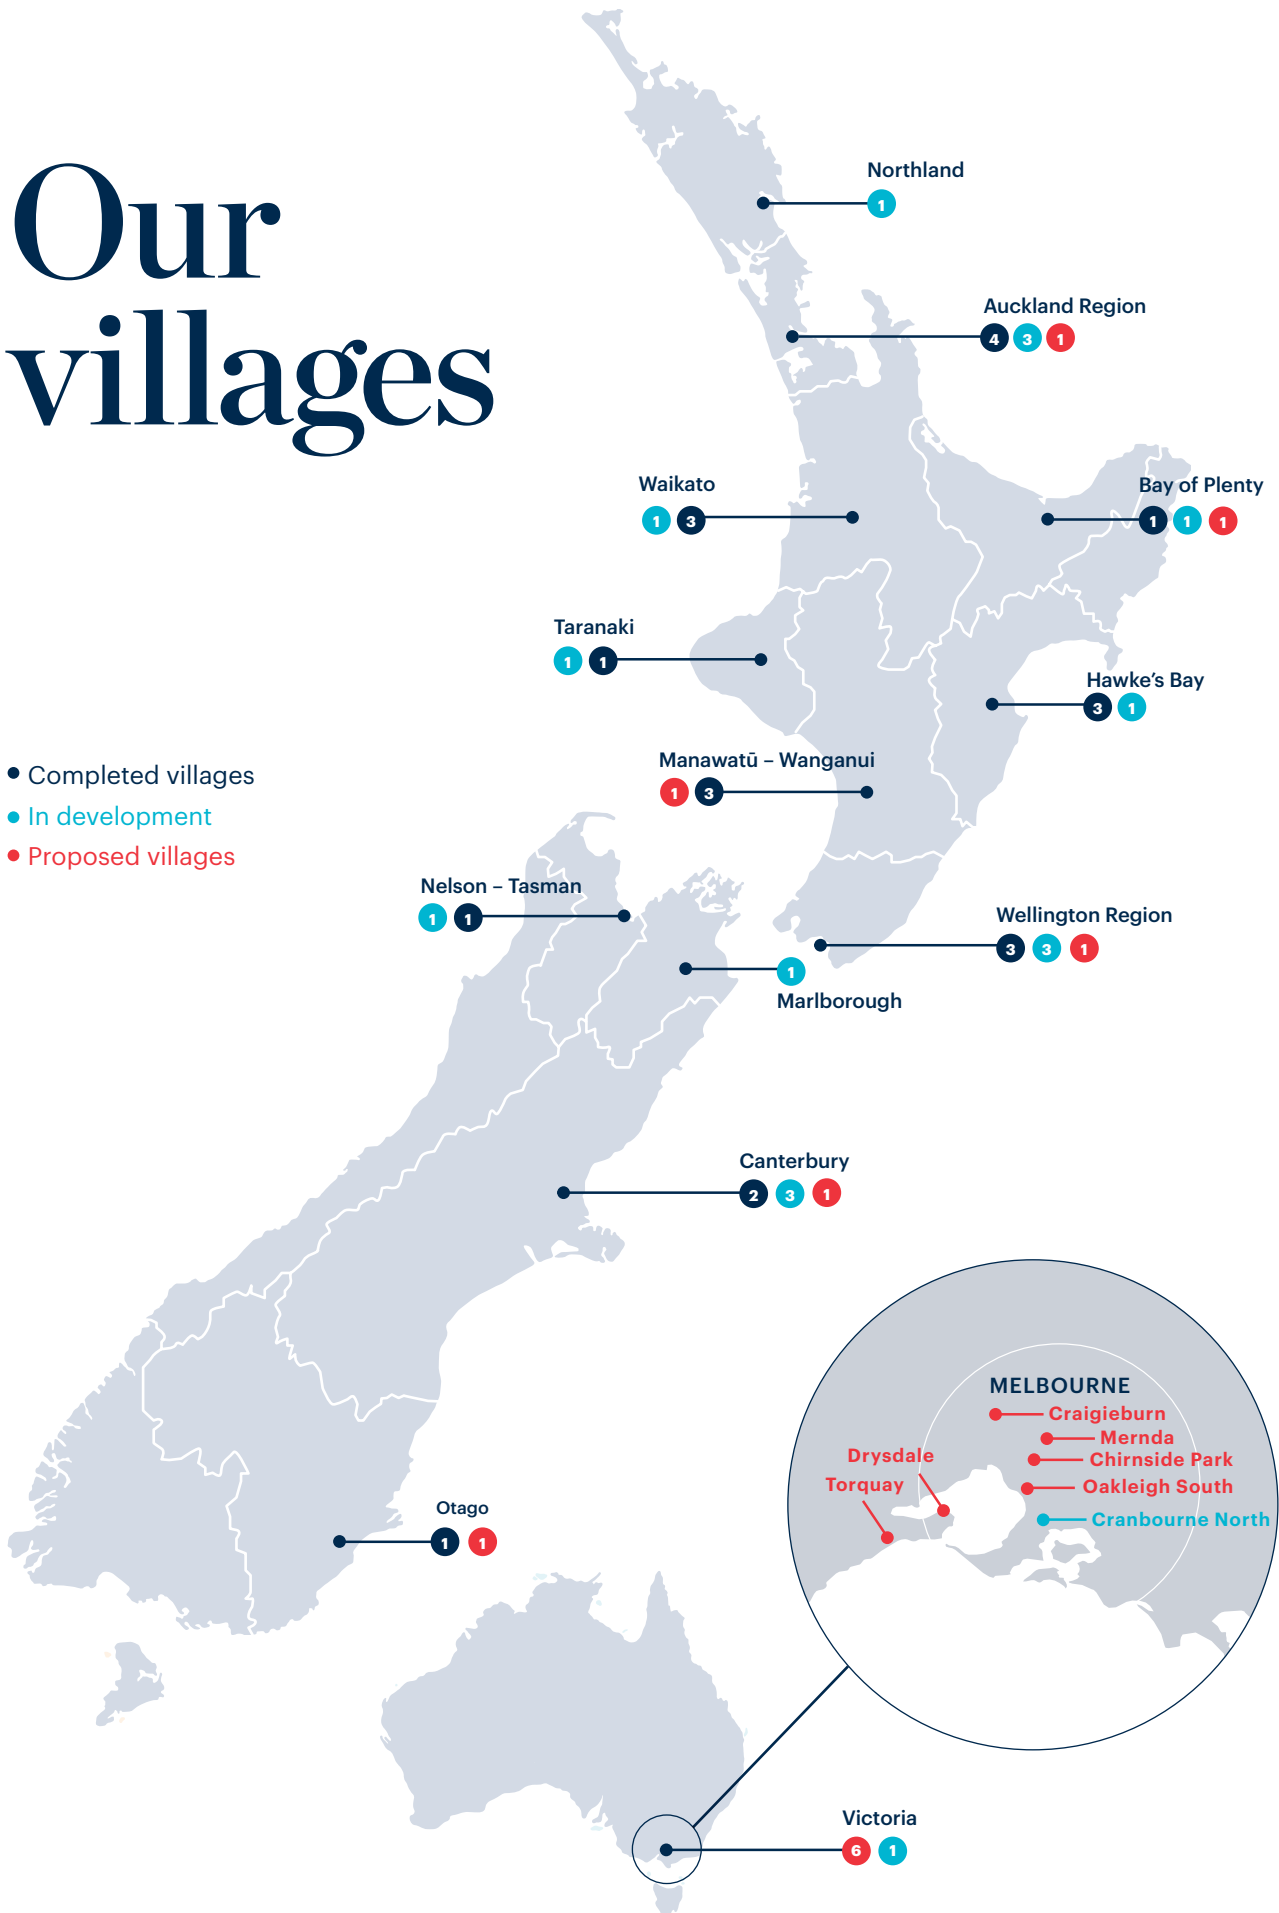 Our
villages
Northland
1
Auckland Region
4 3 1
Waikato
1 3
Bay of Plenty
1 1 1
Taranaki
1 1
Hawke's Bay
3 1
Manawatū – Wanganui
1 3
Completed villages
In development
Proposed villages
Nelson – Tasman
1 1
Wellington Region
3 3 1
1
Marlborough
Canterbury
2 3 1
Otago
1 1
MELBOURNE
Craigieburn
Mernda
Chirnside Park
Oakleigh South
Cranbourne North
Drysdale
Torquay
Victoria
6 1